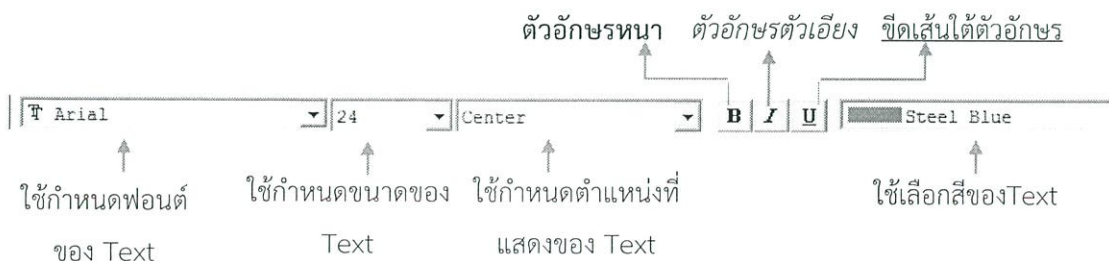 ตัวอักษรหนา ตัวอักษรตัวเอียง ขีดเส้นใต้ตัวอักษร
Arial 24 Center B I U Steel Blue
ใช้กำหนดฟอนต์ ใช้กำหนดขนาดของ ใช้กำหนดตำแหน่งที่ ใช้เลือกสีของText
ของ Text Text แสดงของ Text